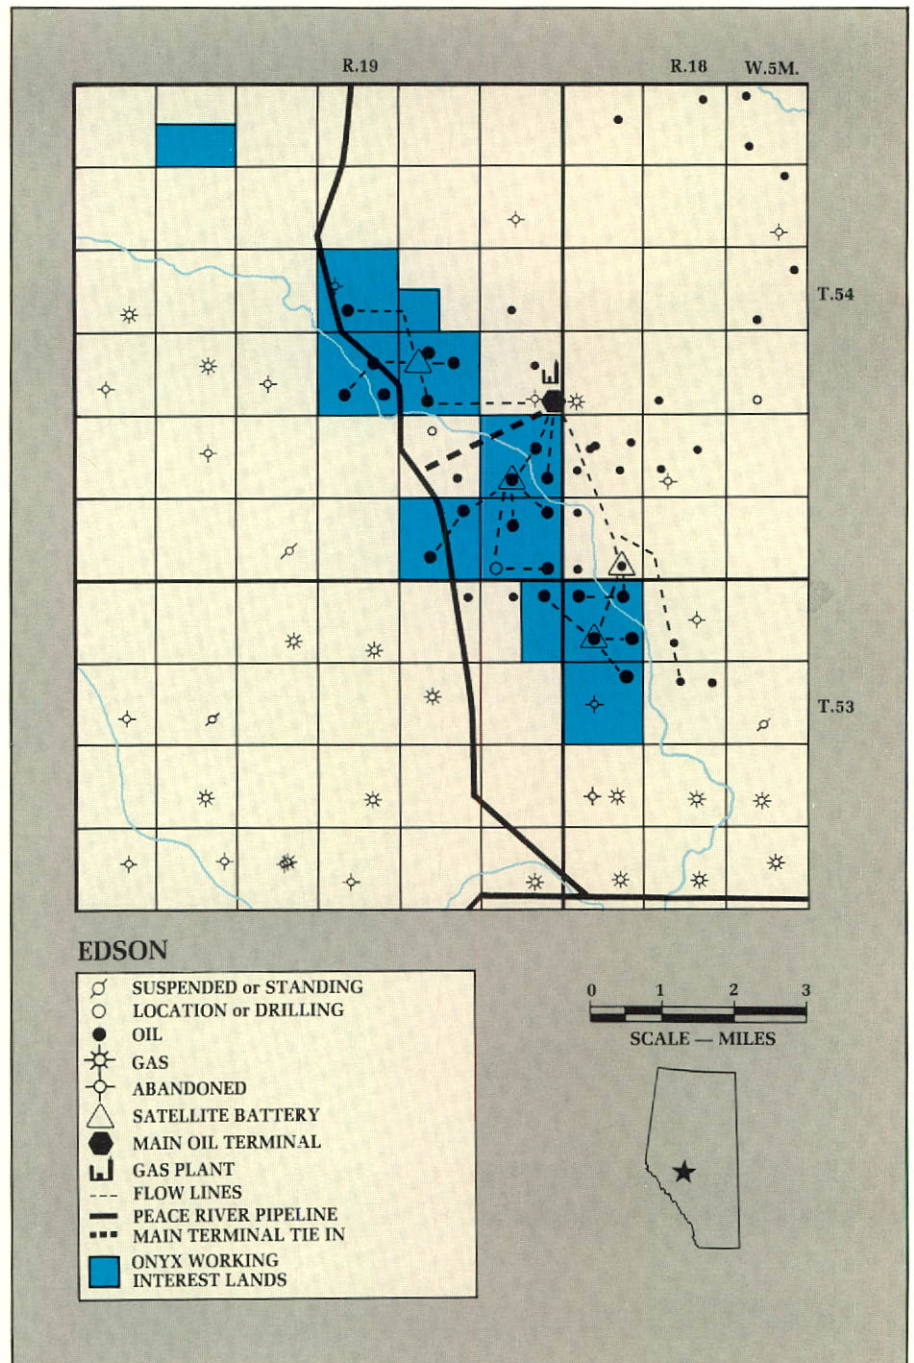 R.19 R.18 W.5M.
T.54
T.53
EDSON
SUSPENDED or STANDING
LOCATION or DRILLING
OIL
GAS
ABANDONED
SATELLITE BATTERY
MAIN OIL TERMINAL
GAS PLANT
FLOW LINES
PEACE RIVER PIPELINE
MAIN TERMINAL TIE IN
ONYX WORKING
INTEREST LANDS
0 1 2 3
SCALE — MILES